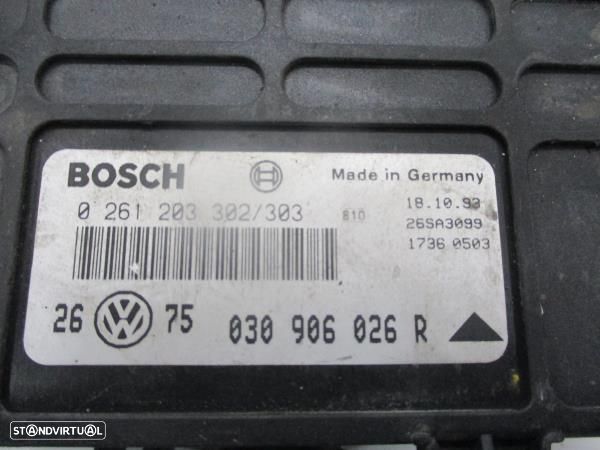 BOSCH
Made in Germany
0 261 203 302/303
810
18.10.93
26SA3099
1736 0503
26 VW 75
030 906 026 R
STANDVIRTUAL